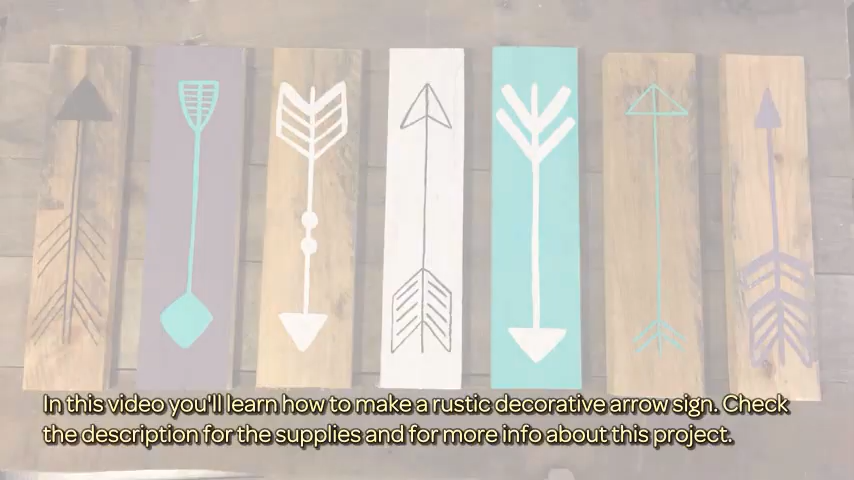 In this video you'll learn how to make a rustic decorative arrow sign. Check
the description for the supplies and for more info about this project.